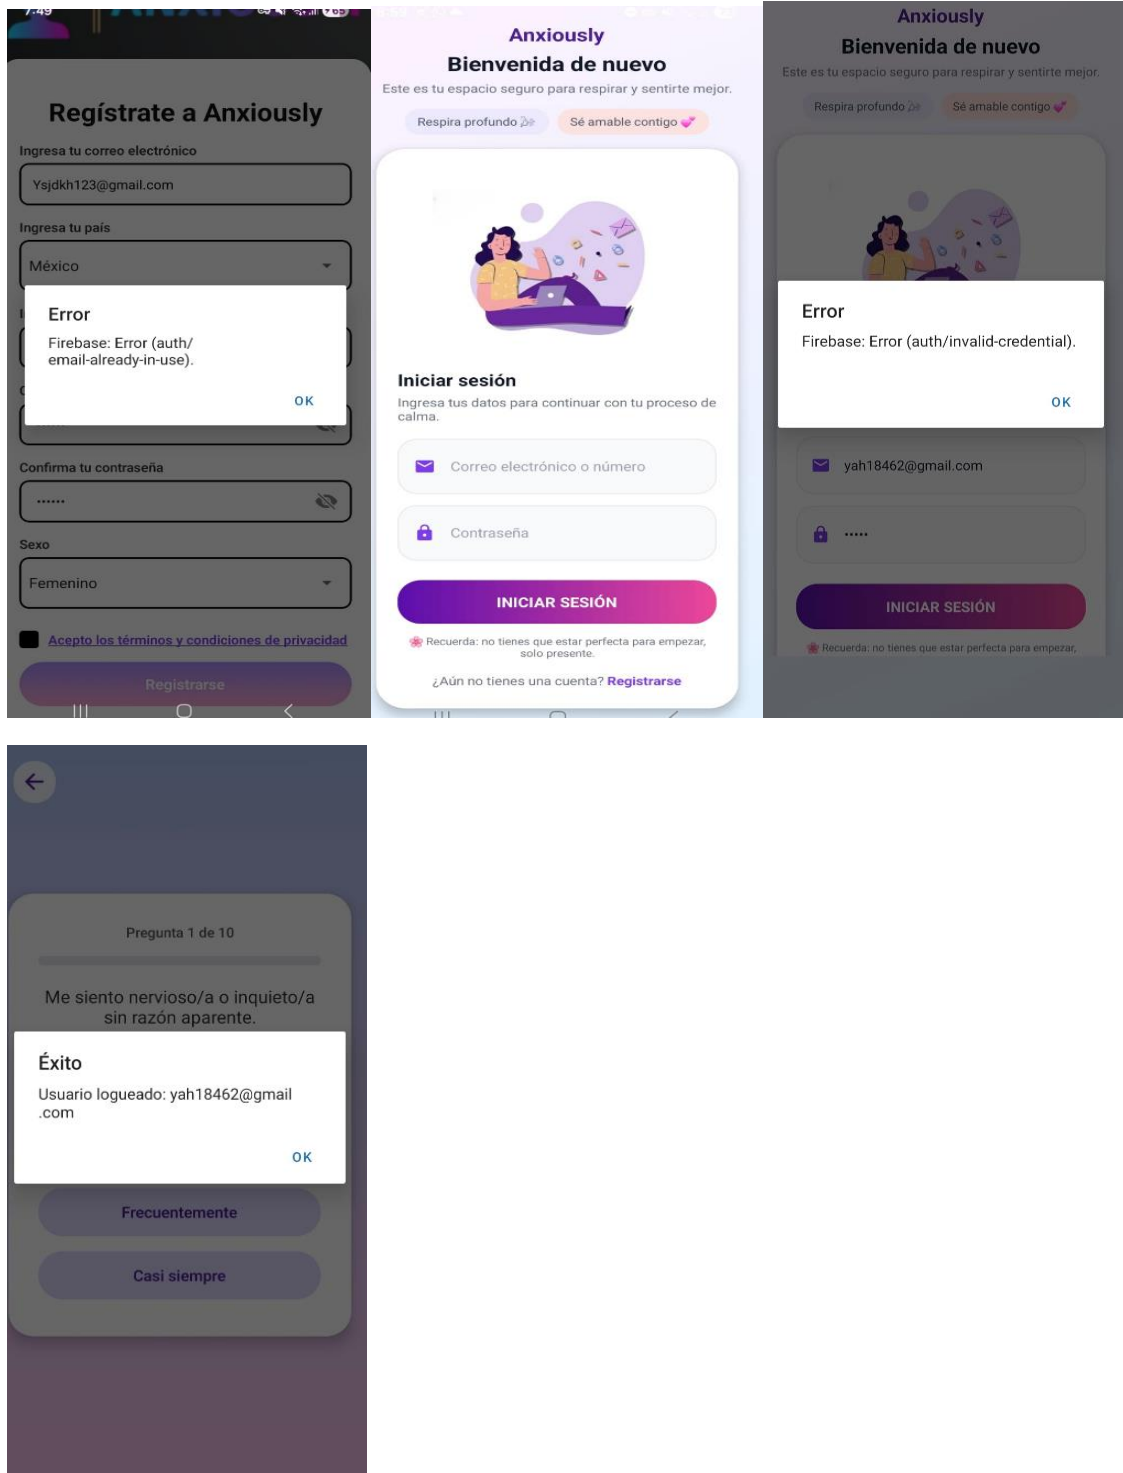 7:49
Regístrate a Anxiously
Ingresa tu correo electrónico
Ysjdkh123@gmail.com
Ingresa tu país
México
Error
Firebase: Error (auth/
email-already-in-use).
OK
Confirma tu contraseña
••••••
Sexo
Femenino
Acepto los términos y condiciones de privacidad
Registrarse
Anxiously
Bienvenida de nuevo
Este es tu espacio seguro para respirar y sentirte mejor.
Respira profundo 🌬️ Sé amable contigo 💞
Iniciar sesión
Ingresa tus datos para continuar con tu proceso de
calma.
Correo electrónico o número
Contraseña
INICIAR SESIÓN
🌸 Recuerda: no tienes que estar perfecta para empezar,
solo presente.
¿Aún no tienes una cuenta? Registrarse
Anxiously
Bienvenida de nuevo
Este es tu espacio seguro para respirar y sentirte mejor.
Respira profundo 🌬️ Sé amable contigo 💞
Error
Firebase: Error (auth/invalid-credential).
OK
yah18462@gmail.com
•••••
INICIAR SESIÓN
🌸 Recuerda: no tienes que estar perfecta para empezar,
Pregunta 1 de 10
Me siento nervioso/a o inquieto/a
sin razón aparente.
Éxito
Usuario logueado: yah18462@gmail
.com
OK
Frecuentemente
Casi siempre